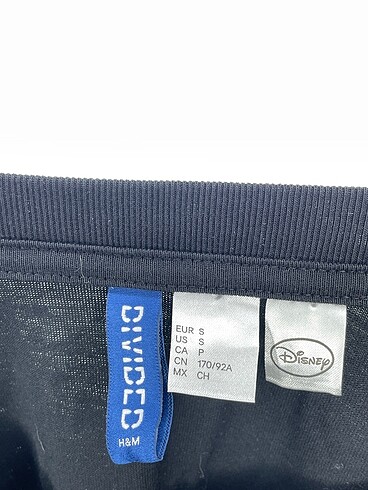 DIVIDED
H&M
EUR S
US S
CA P
CN 170/92A
MX CH
Disney